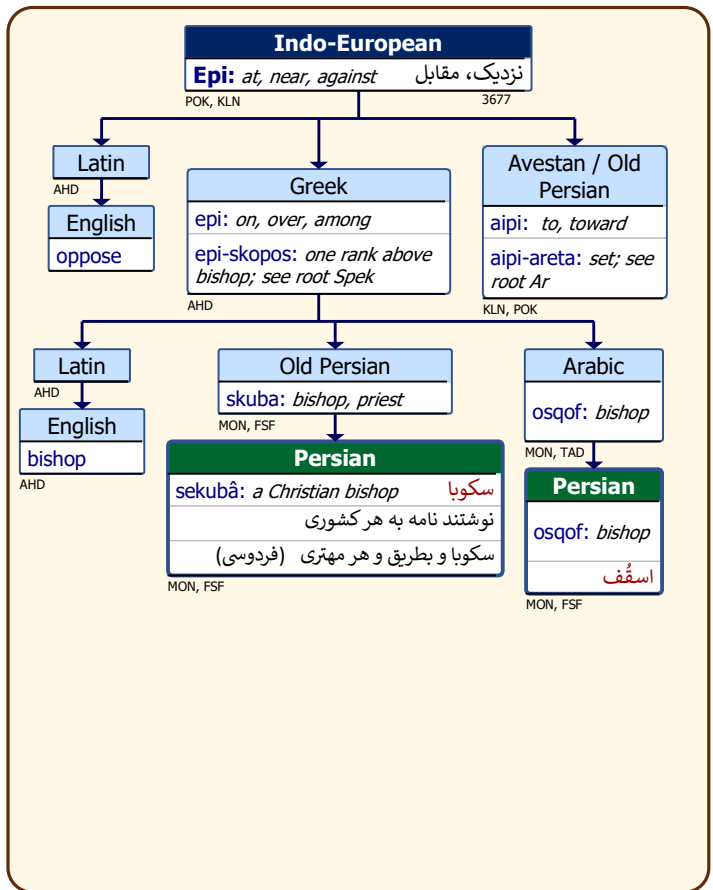 Indo-European
Epi: at, near, against نزدیک، مقابل
POK, KLN 3677
Latin
AHD
English
oppose
Greek
epi: on, over, among
epi-skopos: one rank above
bishop; see root Spek
AHD
Avestan / Old
Persian
aipi: to, toward
aipi-areta: set; see
root Ar
KLN, POK
Latin
AHD
English
bishop
AHD
Old Persian
skuba: bishop, priest
MON, FSF
Persian
sekubâ: a Christian bishop سکوبا
نوشتند نامه به هر کشوری
سکوبا و بطریق و هر مهتری (فردوسی)
MON, FSF
Arabic
osqof: bishop
MON, TAD
Persian
osqof: bishop
اسقُف
MON, FSF